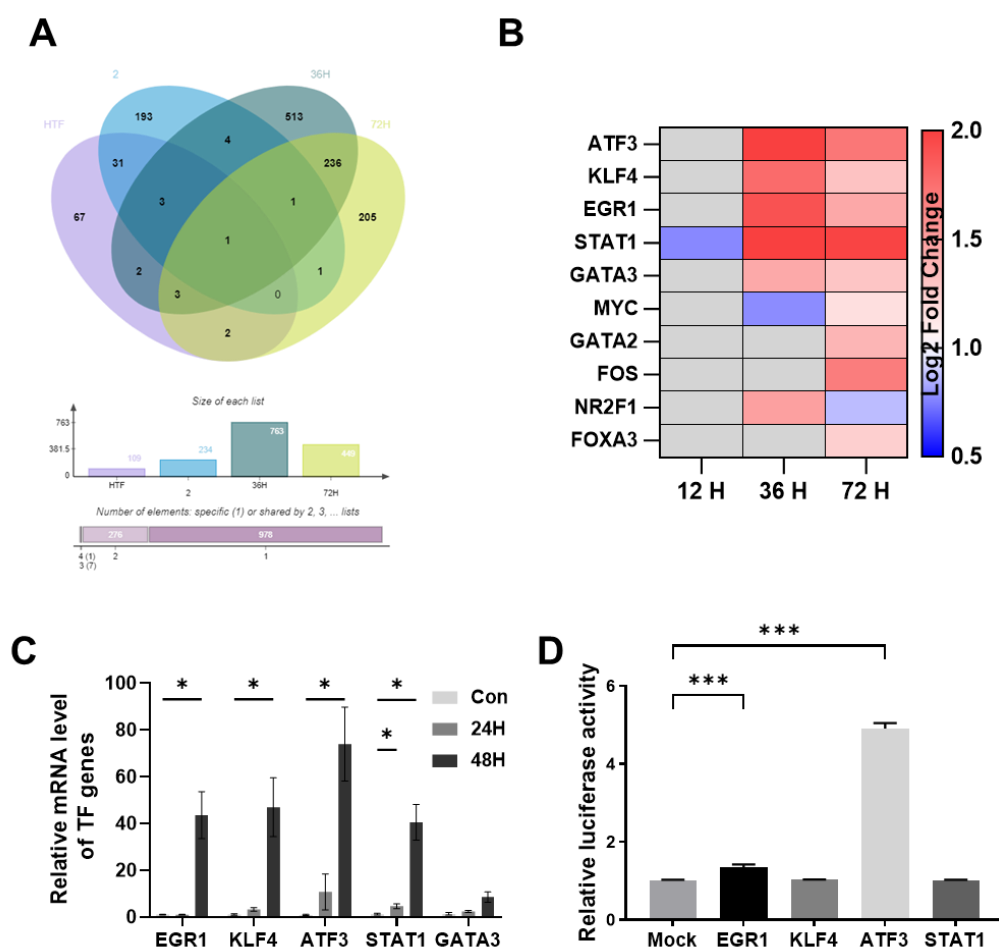 A
2
36H
HTF
72H
193
513
31
4
236
67
3
1
205
1
2
1
3
0
2
Size of each list
763
381.5
0
109
234
763
449
HTF
2
36H
72H
Number of elements: specific (1) or shared by 2, 3, ... lists
276
978
4 (1)
3 (7)
2
1
B
ATF3
KLF4
EGR1
STAT1
GATA3
MYC
GATA2
FOS
NR2F1
FOXA3
12 H
36 H
72 H
2.0
1.5
1.0
0.5
Log2 Fold Change
C
Relative mRNA level
of TF genes
100
80
60
40
20
0
*
*
*
*
*
Con
24H
48H
EGR1
KLF4
ATF3
STAT1
GATA3
D
Relative luciferase activity
6
4
2
0
***
***
Mock
EGR1
KLF4
ATF3
STAT1